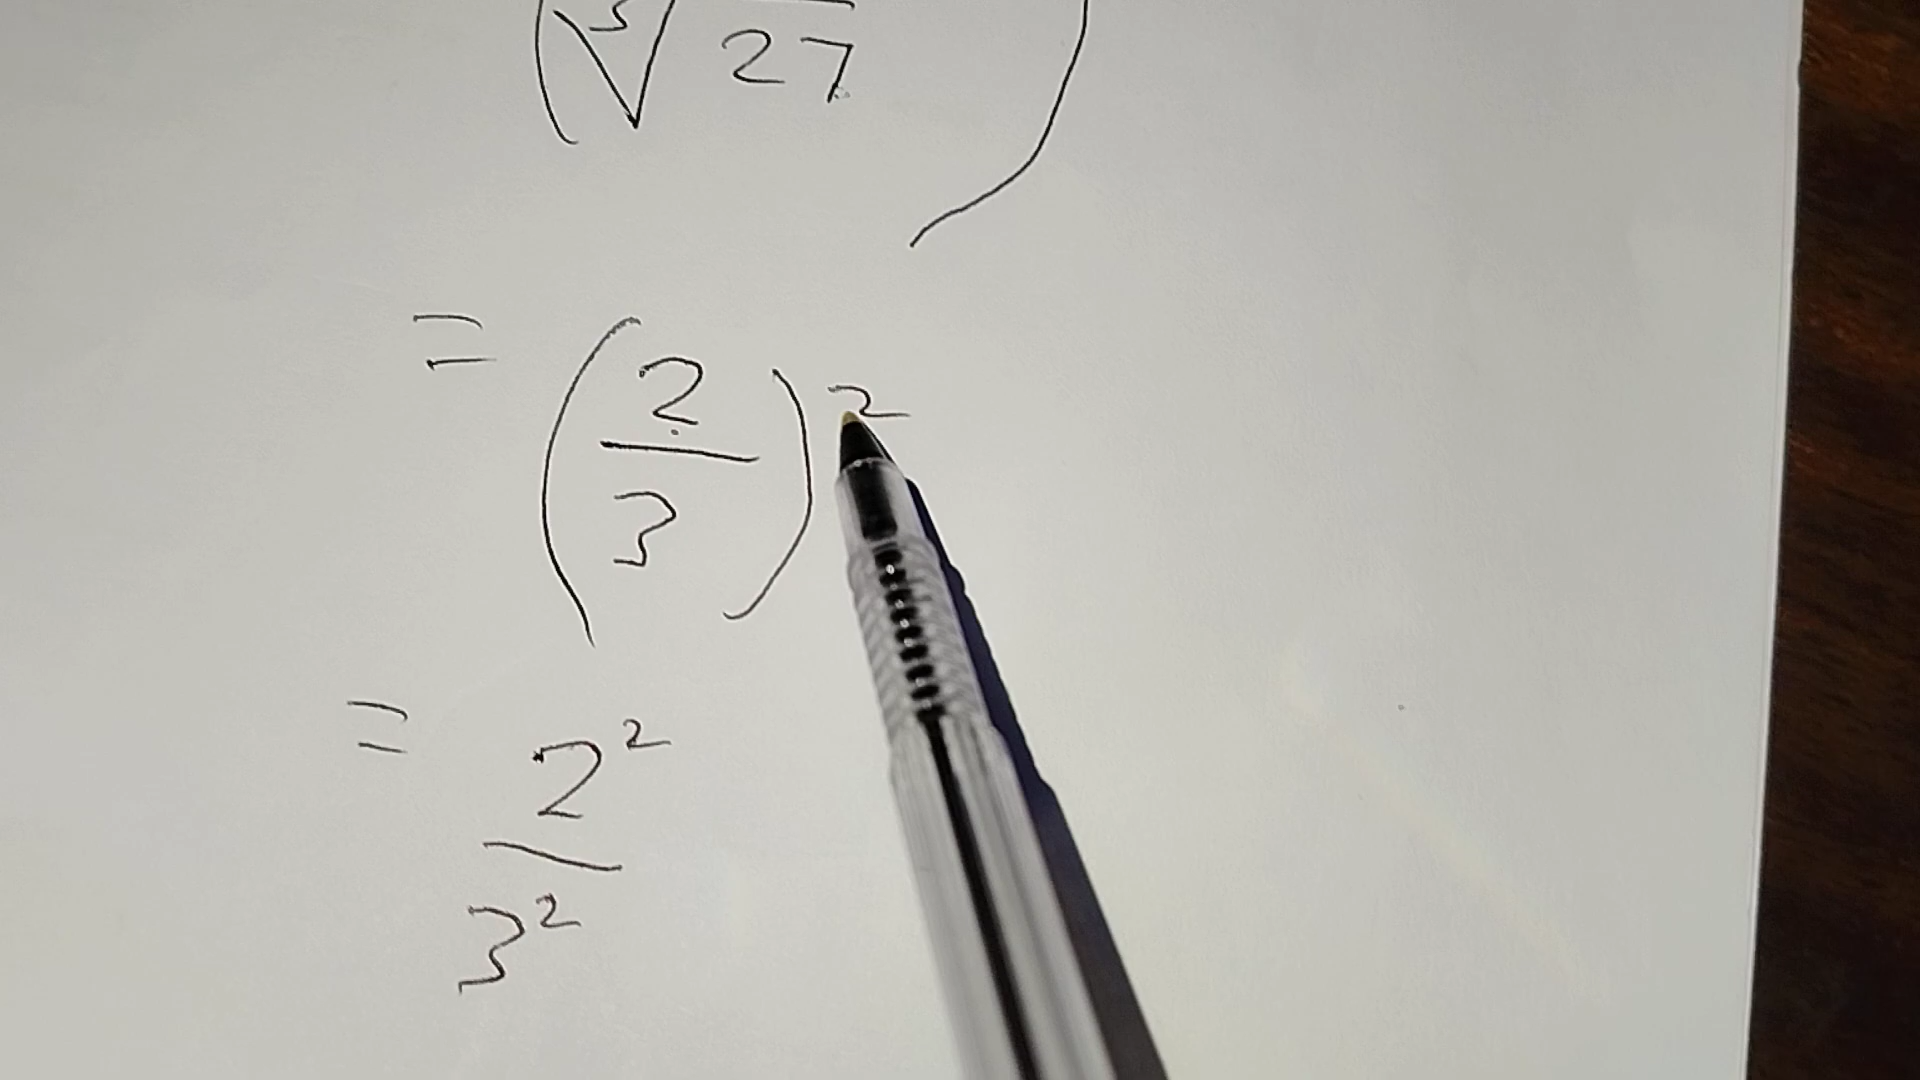 (∛27)
= (2/3)²
= 2²/3²